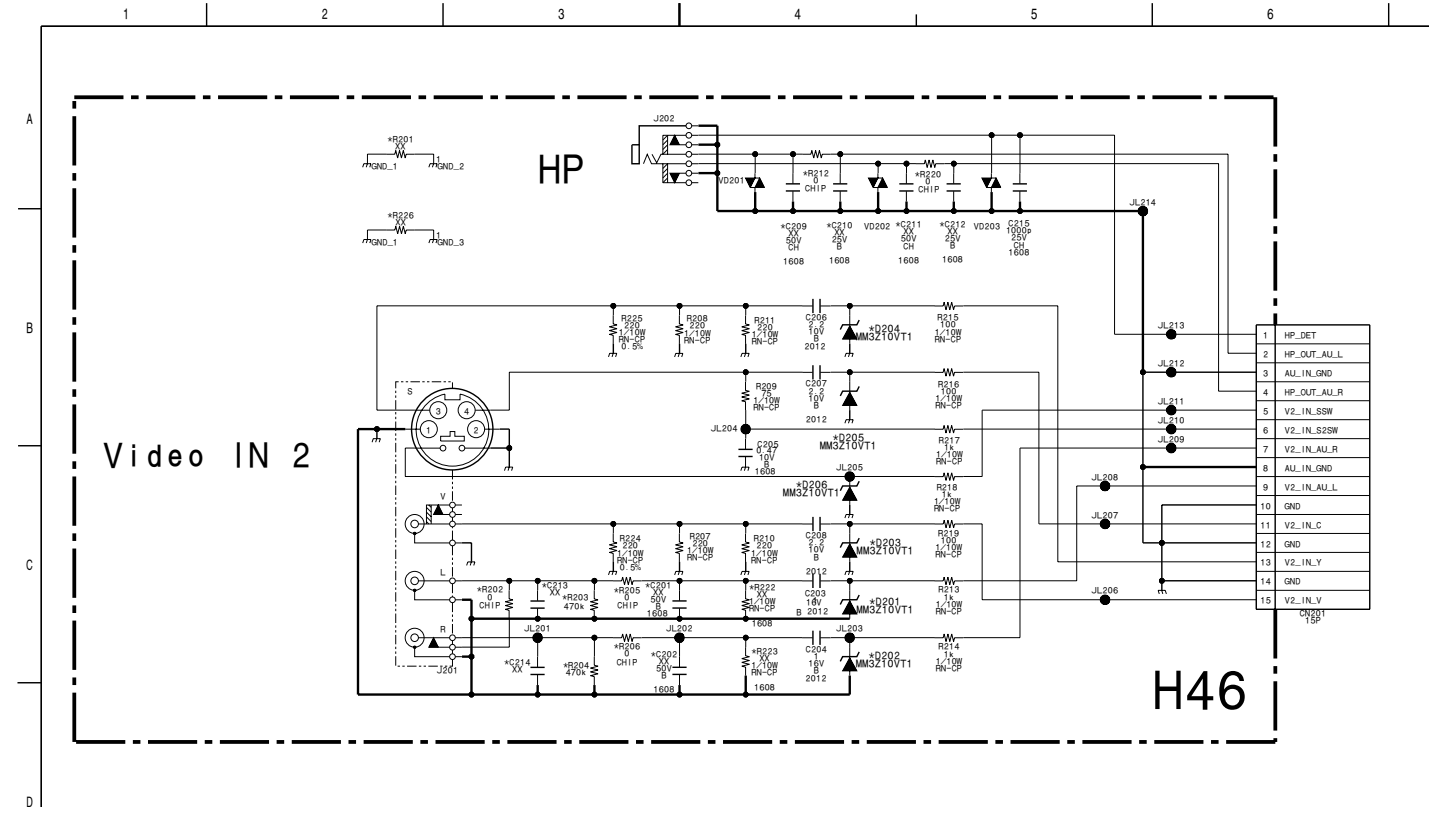 1 2 3 4 5 6
A
B
C
D
HP
Video IN 2
H46
*R201
XX
GND_1
1
GND_2
*R226
XX
GND_1
1
GND_3
J202
VD201
*R212
0
CHIP
*R220
0
CHIP
*C209
XX
50V
CH
1608
*C210
XX
25V
B
1608
VD202
*C211
XX
50V
CH
1608
*C212
XX
25V
B
1608
VD203
C215
1000p
25V
CH
1608
JL214
R225
220
1/10W
RN-CP
0.5%
R208
220
1/10W
RN-CP
R211
220
1/10W
RN-CP
C206
2.2
10V
B
2012
*D204
MM3Z10VT1
R215
100
1/10W
RN-CP
R209
75
1/10W
RN-CP
C207
2.2
10V
B
2012
*D205
MM3Z10VT1
R216
100
1/10W
RN-CP
JL204
C205
0.47
10V
B
1608
R217
1k
1/10W
RN-CP
JL205
*D206
MM3Z10VT1
R218
1k
1/10W
RN-CP
S
3
4
1
2
V
L
R
J201
R224
220
1/10W
RN-CP
0.5%
R207
220
1/10W
RN-CP
R210
220
1/10W
RN-CP
C208
2.2
10V
B
2012
*D203
MM3Z10VT1
R219
100
1/10W
RN-CP
*R202
0
CHIP
*C213
XX
*R203
470k
*R205
0
CHIP
*C201
XX
50V
B
1608
*R222
XX
1/10W
RN-CP
1608
C203
1
16V
B 2012
*D201
MM3Z10VT1
R213
1k
1/10W
RN-CP
JL201
*C214
XX
*R204
470k
*R206
0
CHIP
JL202
*C202
XX
50V
B
1608
*R223
XX
1/10W
RN-CP
1608
C204
1
16V
B
2012
JL203
*D202
MM3Z10VT1
R214
1k
1/10W
RN-CP
JL213
JL212
JL211
JL210
JL209
JL208
JL207
JL206
1 HP_DET
2 HP_OUT_AU_L
3 AU_IN_GND
4 HP_OUT_AU_R
5 V2_IN_SSW
6 V2_IN_S2SW
7 V2_IN_AU_R
8 AU_IN_GND
9 V2_IN_AU_L
10 GND
11 V2_IN_C
12 GND
13 V2_IN_Y
14 GND
15 V2_IN_V
CN201
15P